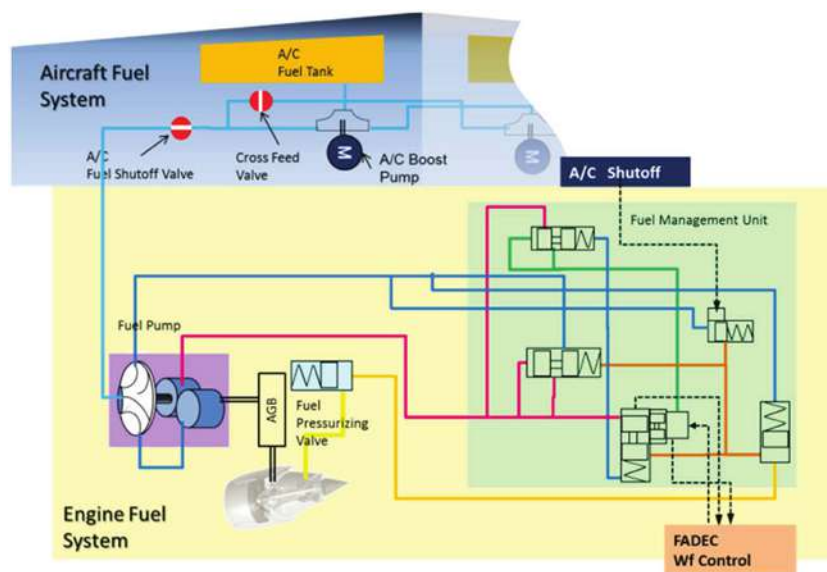 A/C
Fuel Tank
Aircraft Fuel
System
A/C
Fuel Shutoff Valve
Cross Feed
Valve
M
A/C Boost
Pump
M
A/C Shutoff
Fuel Management Unit
Fuel Pump
AGB
Fuel
Pressurizing
Valve
Engine Fuel
System
FADEC
Wf Control